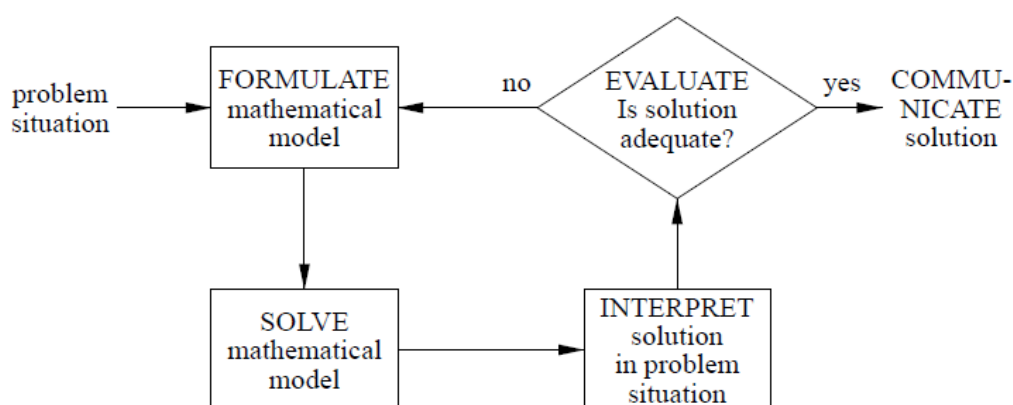 problem
situation
FORMULATE
mathematical
model
no
EVALUATE
Is solution
adequate?
yes
COMMU-
NICATE
solution
SOLVE
mathematical
model
INTERPRET
solution
in problem
situation